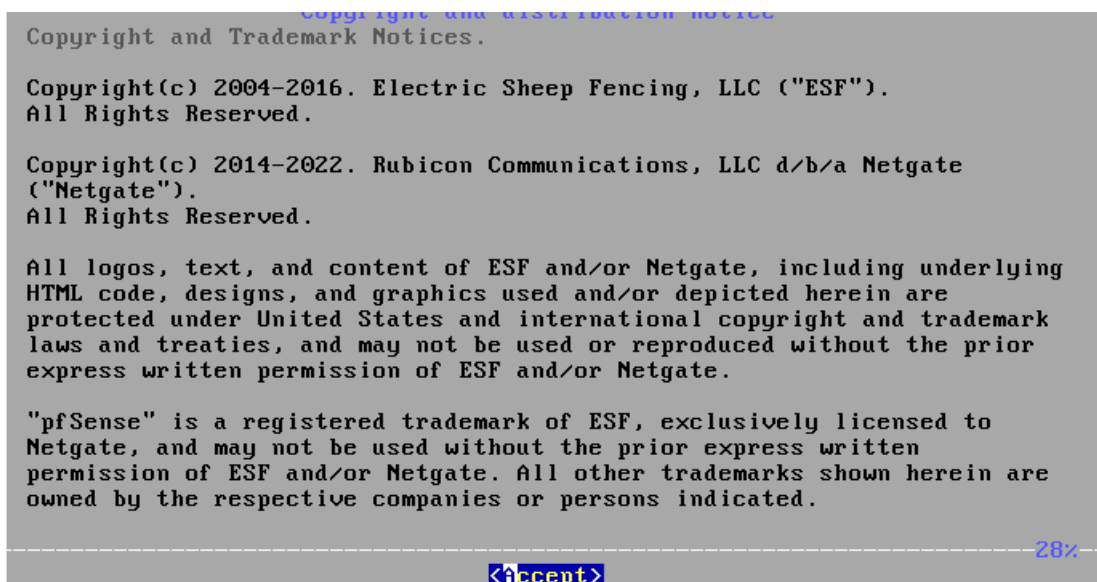 Copyright and distribution notice
Copyright and Trademark Notices.
Copyright(c) 2004-2016. Electric Sheep Fencing, LLC ("ESF").
All Rights Reserved.
Copyright(c) 2014-2022. Rubicon Communications, LLC d/b/a Netgate
("Netgate").
All Rights Reserved.
All logos, text, and content of ESF and/or Netgate, including underlying
HTML code, designs, and graphics used and/or depicted herein are
protected under United States and international copyright and trademark
laws and treaties, and may not be used or reproduced without the prior
express written permission of ESF and/or Netgate.
"pfSense" is a registered trademark of ESF, exclusively licensed to
Netgate, and may not be used without the prior express written
permission of ESF and/or Netgate. All other trademarks shown herein are
owned by the respective companies or persons indicated.
28%
<Accept>